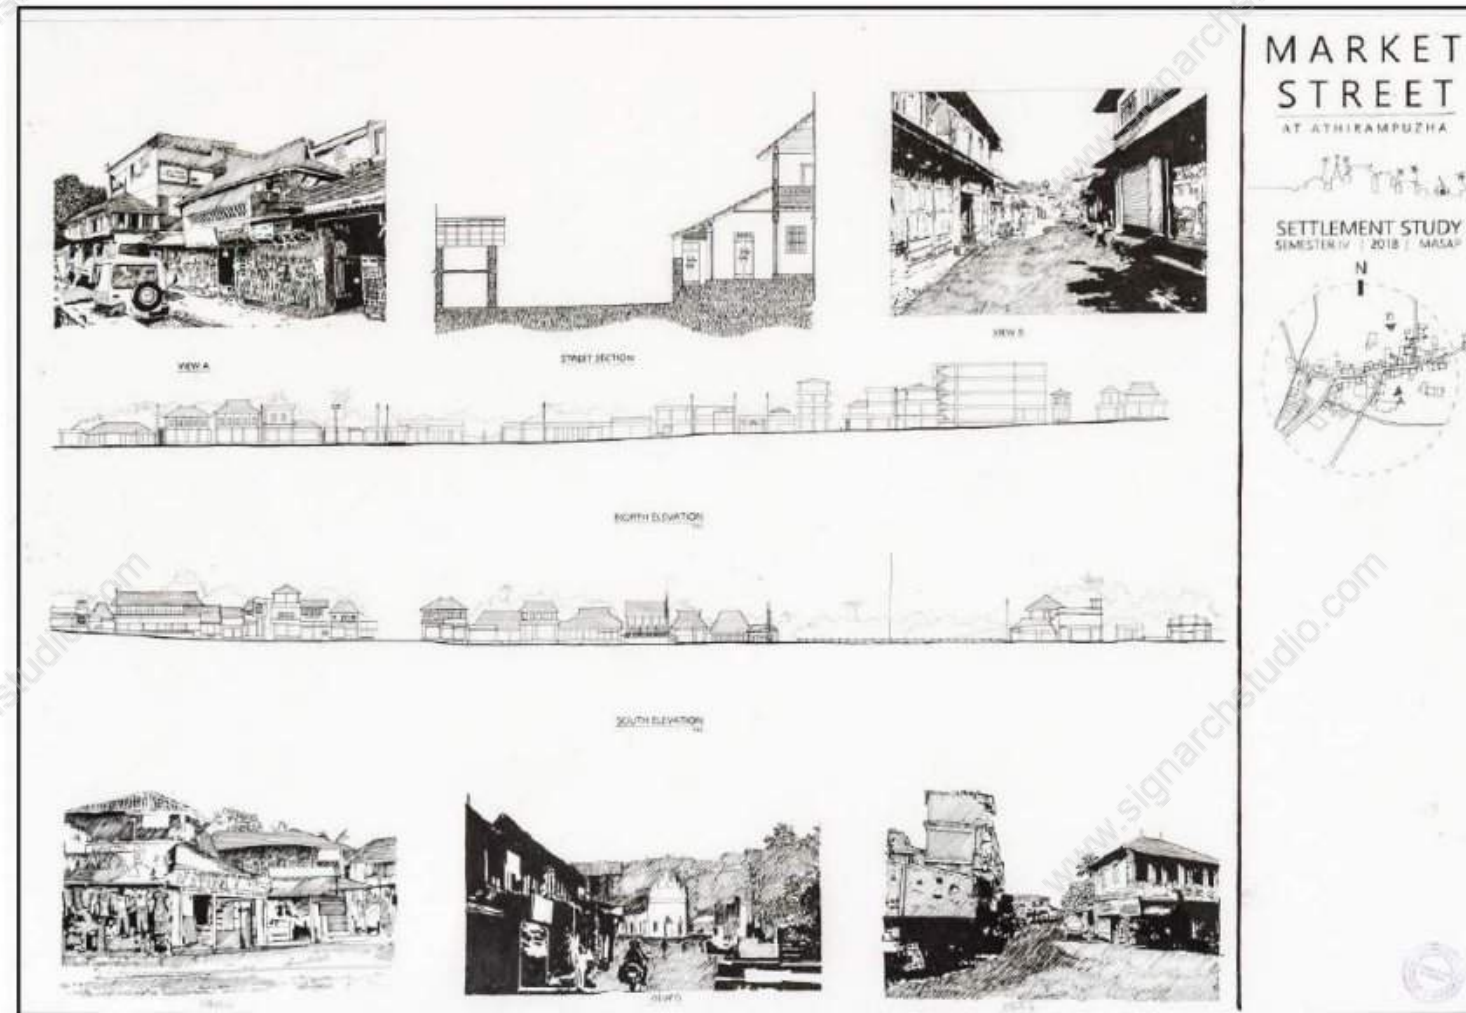 MARKET
STREET
AT ATHIRAMPUZHA
SETTLEMENT STUDY
SEMESTER IV | 2018 | MASAP
N
VIEW A
STREET SECTION
VIEW B
NORTH ELEVATION
SOUTH ELEVATION
www.signarchstudio.com